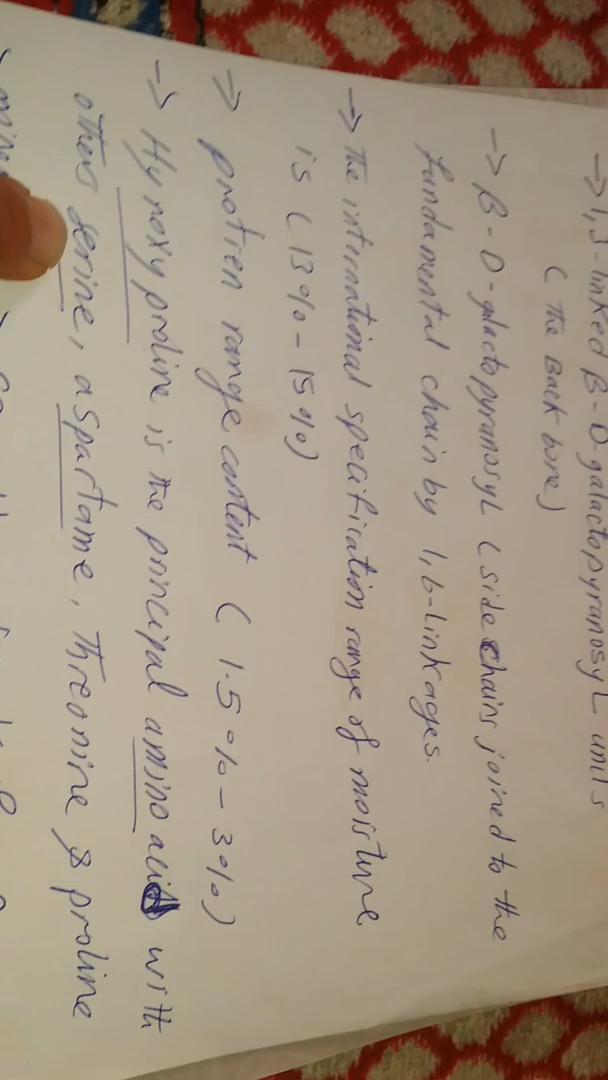 -> 1,3-linked β-D-galactopyranosyL units
( the Back bone)
-> β-D-galactopyranosyL (side chains joined to the
fundamental chain by 1,6-linkages.
-> the international specification range of moisture
is (13% - 15%)
=> protien range content ( 1.5% - 3%)
-> Hyroxyproline is the principal amino acid with
others serine, aspartame, threonine & proline